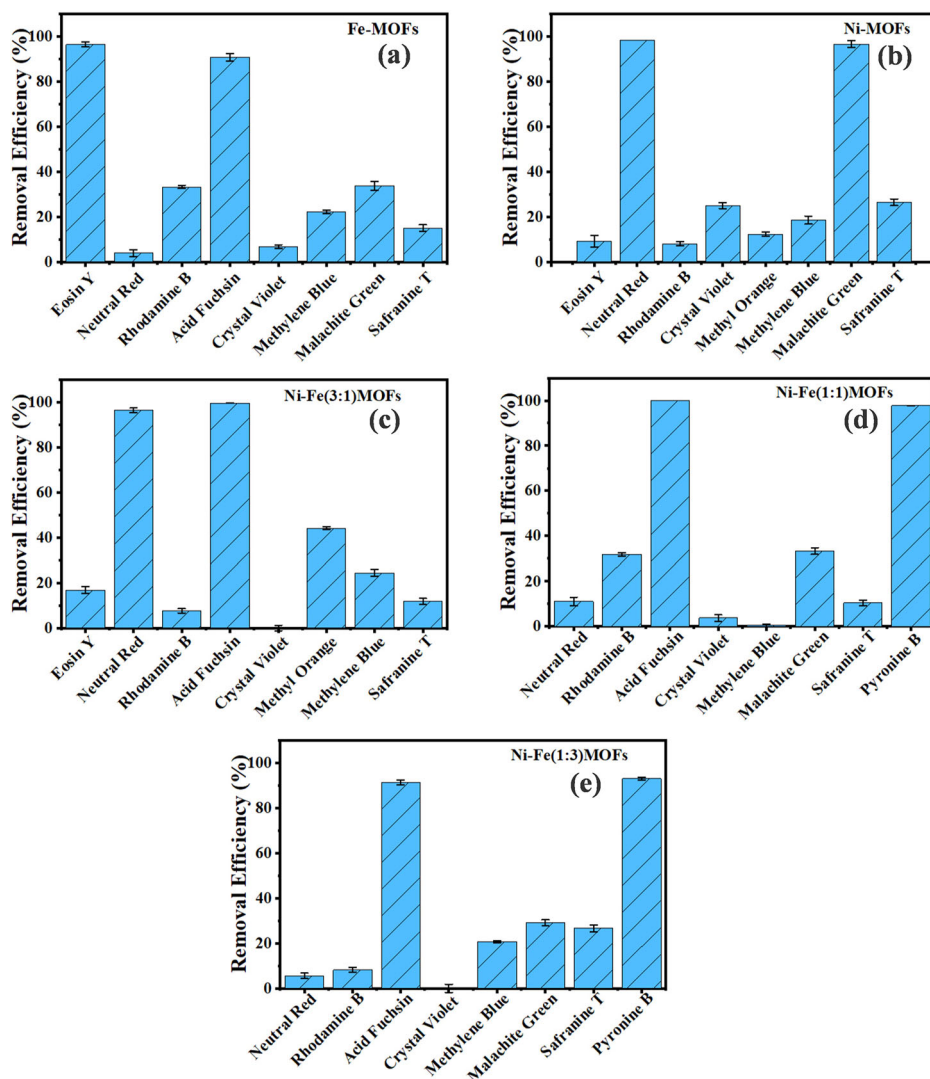 Fe-MOFs
(a)
Removal Efficiency (%)
100
80
60
40
20
0
Eosin Y
Neutral Red
Rhodamine B
Acid Fuchsin
Crystal Violet
Methylene Blue
Malachite Green
Safranine T
Ni-MOFs
(b)
Removal Efficiency (%)
100
80
60
40
20
0
Eosin Y
Neutral Red
Rhodamine B
Crystal Violet
Methyl Orange
Methylene Blue
Malachite Green
Safranine T
Ni-Fe(3:1)MOFs
(c)
Removal Efficiency (%)
100
80
60
40
20
0
Eosin Y
Neutral Red
Rhodamine B
Acid Fuchsin
Crystal Violet
Methyl Orange
Methylene Blue
Safranine T
Ni-Fe(1:1)MOFs
(d)
Removal Efficiency (%)
100
80
60
40
20
0
Neutral Red
Rhodamine B
Acid Fuchsin
Crystal Violet
Methylene Blue
Malachite Green
Safranine T
Pyronine B
Ni-Fe(1:3)MOFs
(e)
Removal Efficiency (%)
100
80
60
40
20
0
Neutral Red
Rhodamine B
Acid Fuchsin
Crystal Violet
Methylene Blue
Malachite Green
Safranine T
Pyronine B